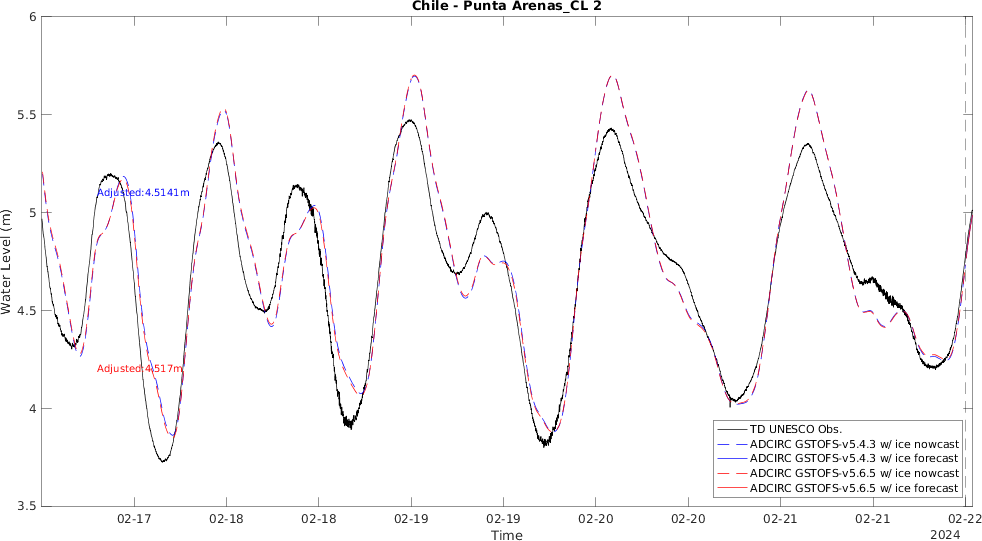 Chile - Punta Arenas_CL 2
6
5.5
5
4.5
4
3.5
Water Level (m)
Adjusted:4.5141m
Adjusted:4.517m
TD UNESCO Obs.
ADCIRC GSTOFS-v5.4.3 w/ ice nowcast
ADCIRC GSTOFS-v5.4.3 w/ ice forecast
ADCIRC GSTOFS-v5.6.5 w/ ice nowcast
ADCIRC GSTOFS-v5.6.5 w/ ice forecast
02-17 02-18 02-18 02-19 02-19 02-20 02-20 02-21 02-21 02-22
2024
Time